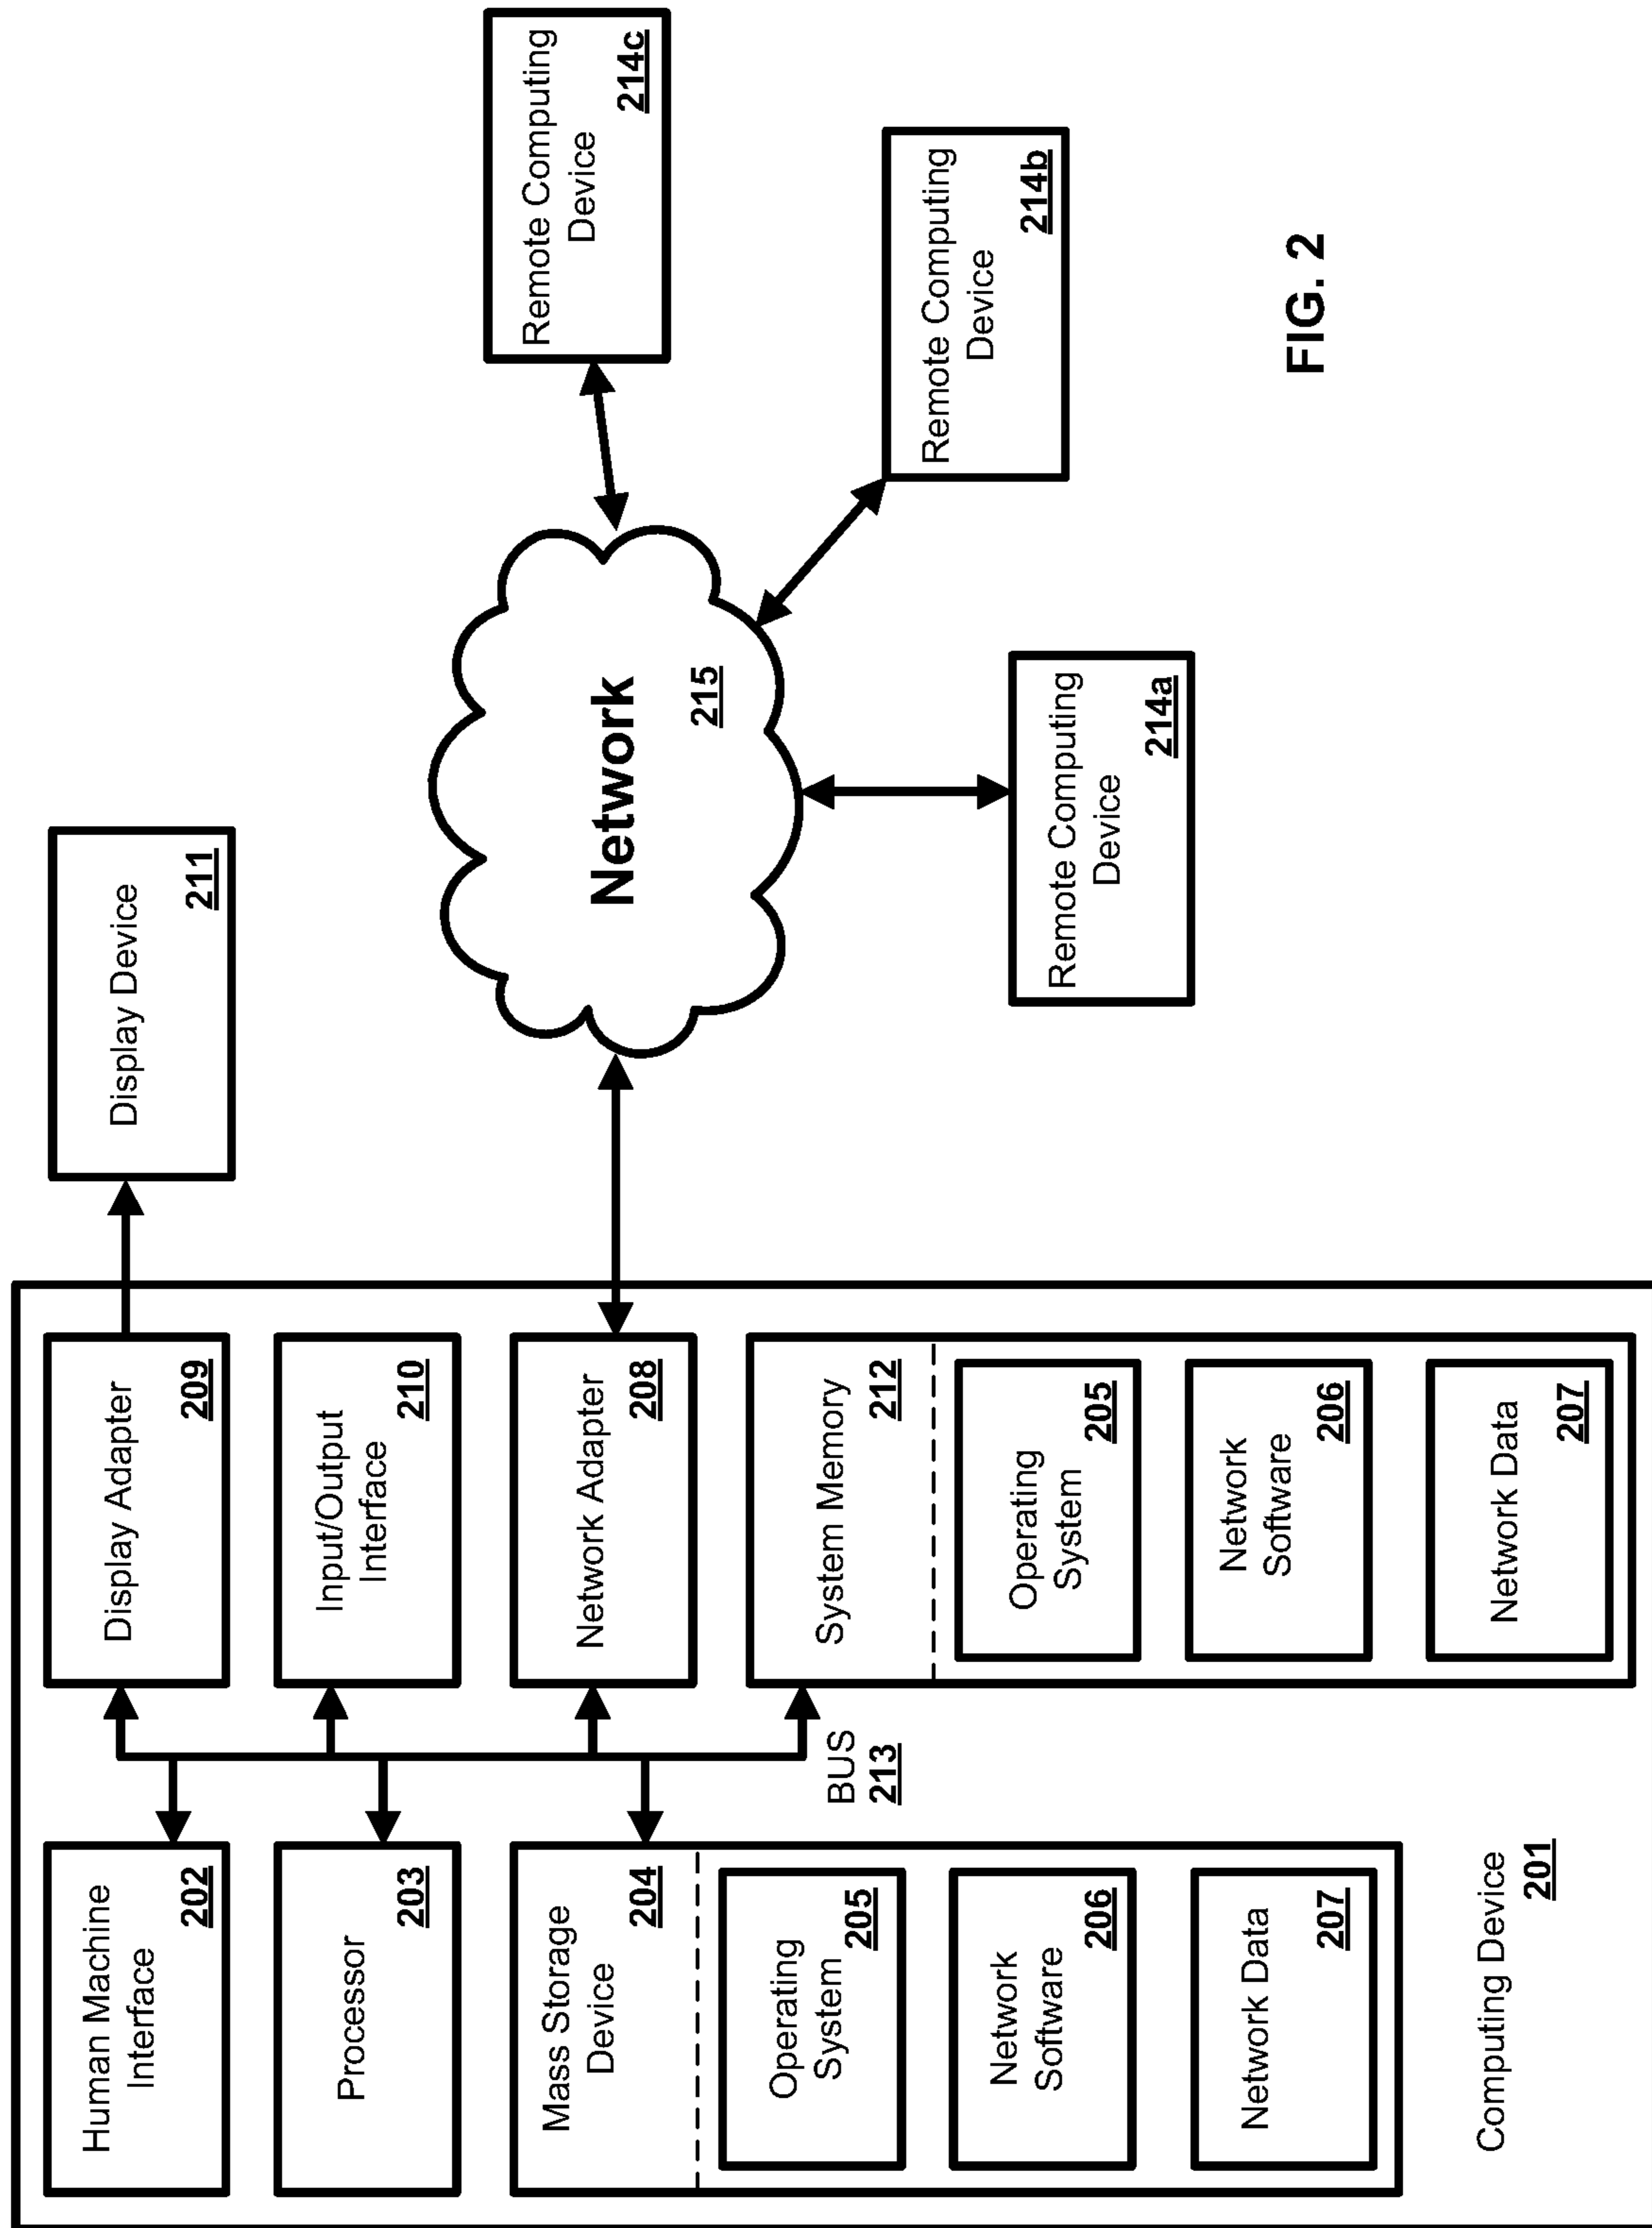 Human Machine
Interface
202
Processor
203
Mass Storage
Device
204
Operating
System
205
Network
Software
206
Network Data
207
Computing Device
201
BUS
213
Display Adapter
209
Input/Output
Interface
210
Network Adapter
208
System Memory
212
Operating
System
205
Network
Software
206
Network Data
207
Display Device
211
Network
215
Remote Computing
Device
214a
Remote Computing
Device
214b
Remote Computing
Device
214c
FIG. 2